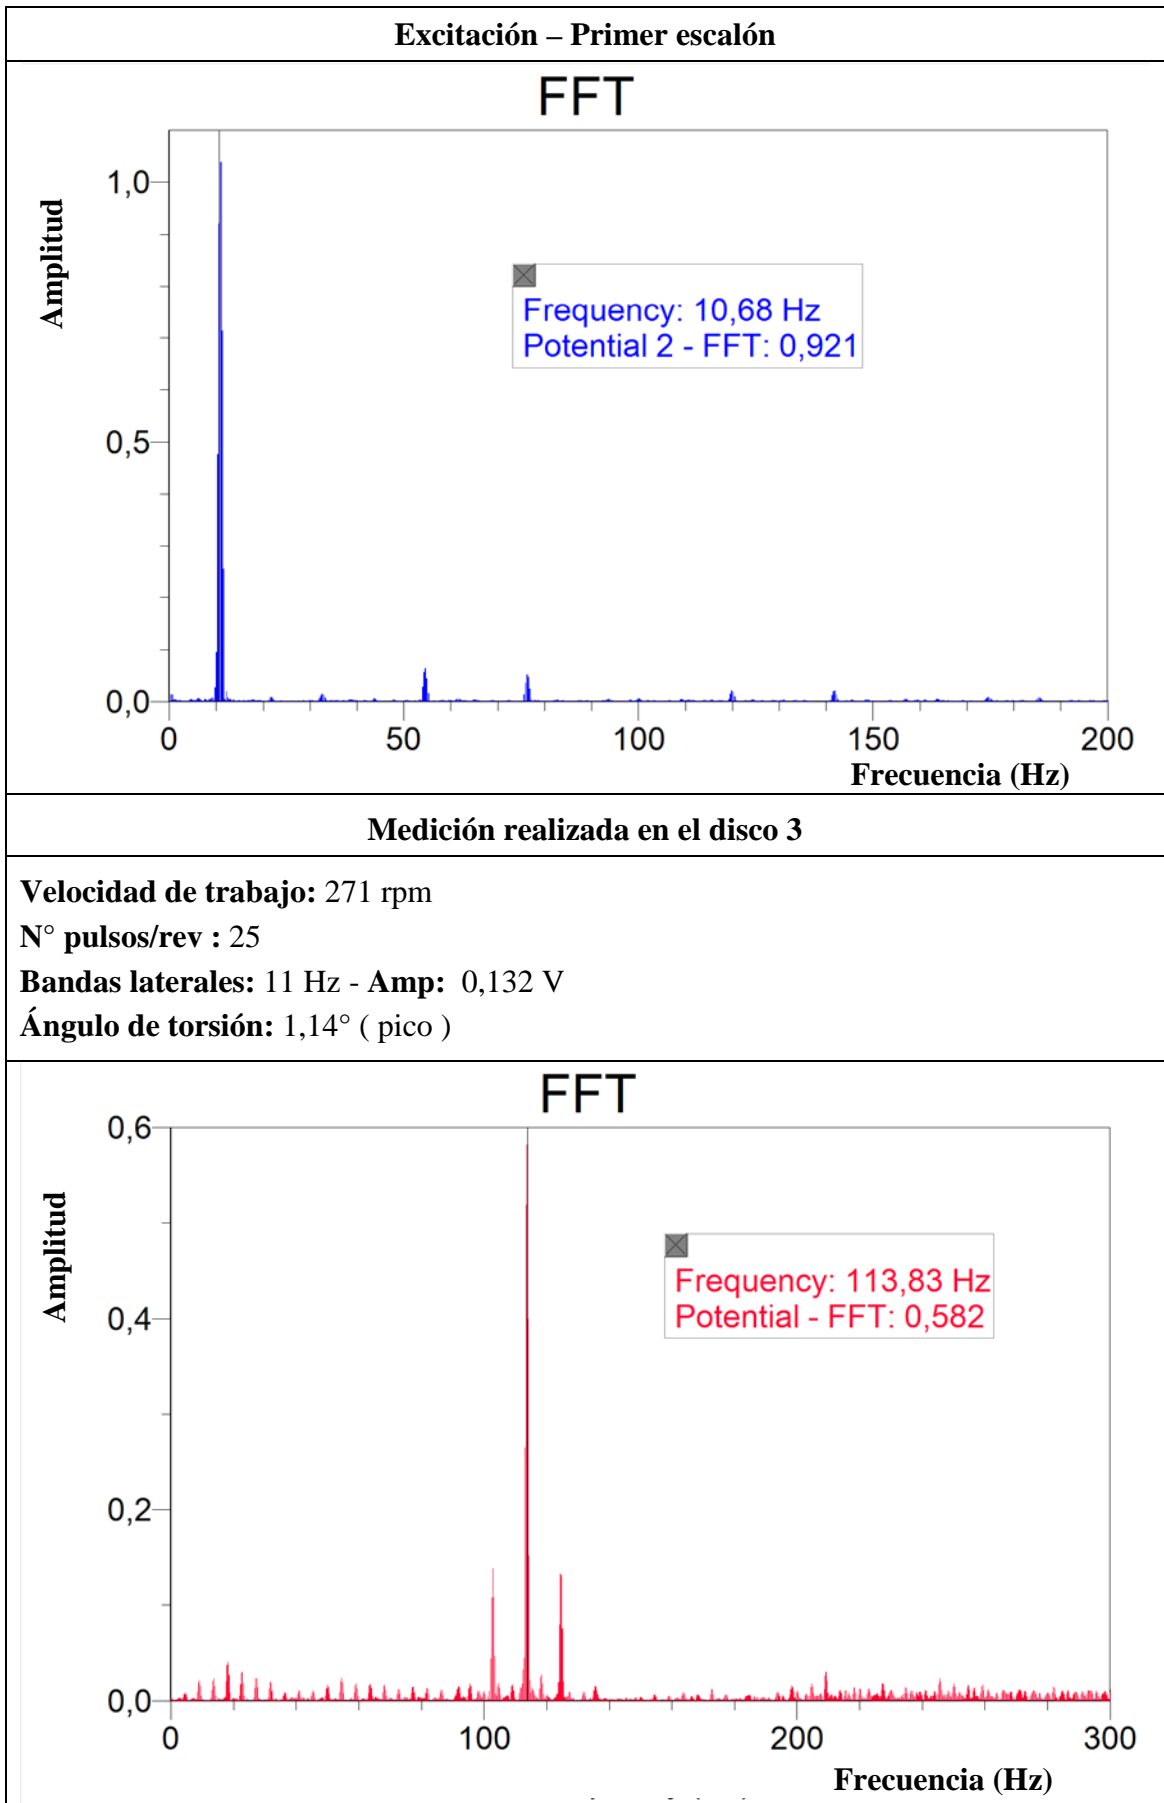 Excitación – Primer escalón
FFT
Amplitud
1,0
0,5
0,0
Frequency: 10,68 Hz
Potential 2 - FFT: 0,921
0 50 100 150 200
Frecuencia (Hz)
Medición realizada en el disco 3
Velocidad de trabajo: 271 rpm
N° pulsos/rev : 25
Bandas laterales: 11 Hz - Amp: 0,132 V
Ángulo de torsión: 1,14° ( pico )
FFT
Amplitud
0,6
0,4
0,2
0,0
Frequency: 113,83 Hz
Potential - FFT: 0,582
0 100 200 300
Frecuencia (Hz)